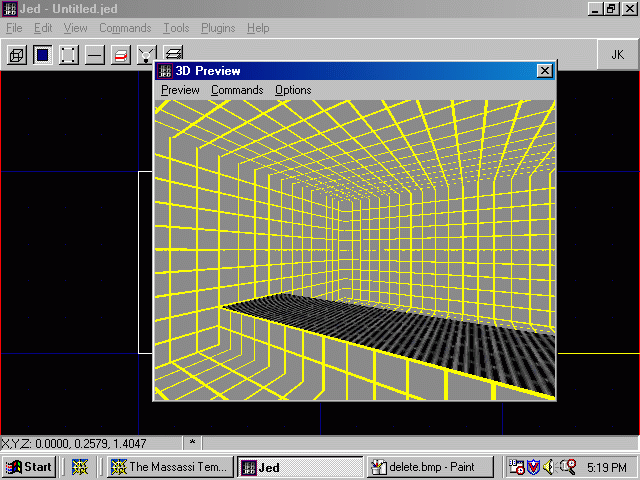 Jed - Untitled.jed
File Edit View Commands Tools Plugins Help
JK
3D Preview
Preview Commands Options
X,Y,Z: 0.0000, 0.2579, 1.4047 *
Start The Massassi Tem... Jed delete.bmp - Paint 5:19 PM